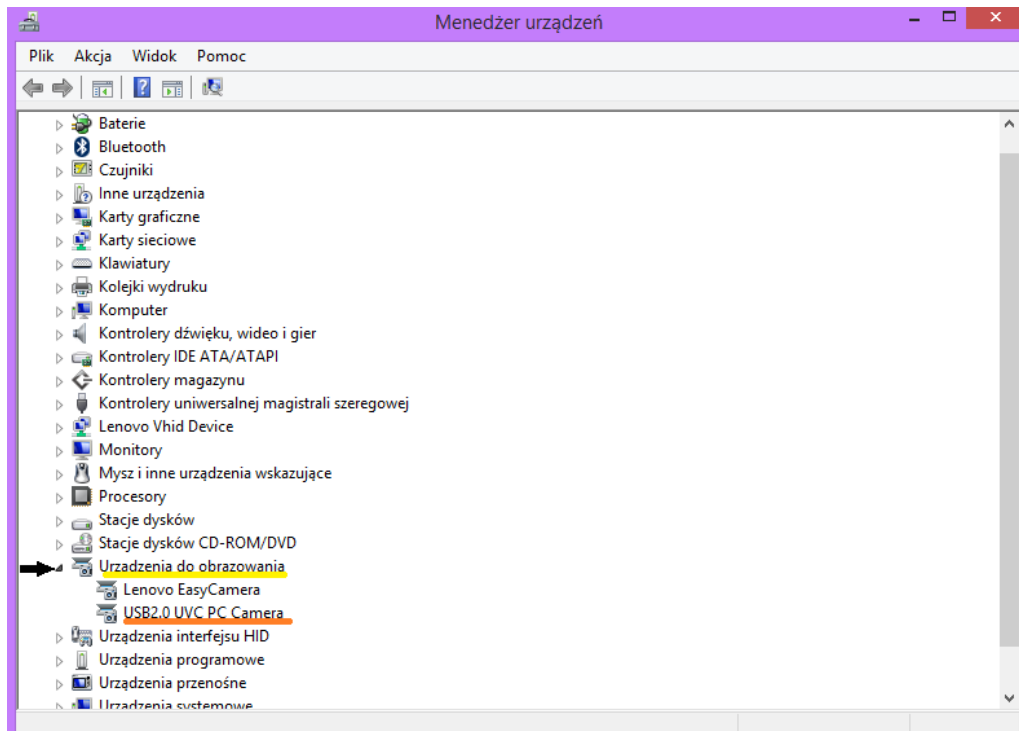 Menedżer urządzeń
Plik Akcja Widok Pomoc
Baterie
Bluetooth
Czujniki
Inne urządzenia
Karty graficzne
Karty sieciowe
Klawiatury
Kolejki wydruku
Komputer
Kontrolery dźwięku, wideo i gier
Kontrolery IDE ATA/ATAPI
Kontrolery magazynu
Kontrolery uniwersalnej magistrali szeregowej
Lenovo Vhid Device
Monitory
Mysz i inne urządzenia wskazujące
Procesory
Stacje dysków
Stacje dysków CD-ROM/DVD
Urządzenia do obrazowania
Lenovo EasyCamera
USB2.0 UVC PC Camera
Urządzenia interfejsu HID
Urządzenia programowe
Urządzenia przenośne
Urządzenia systemowe